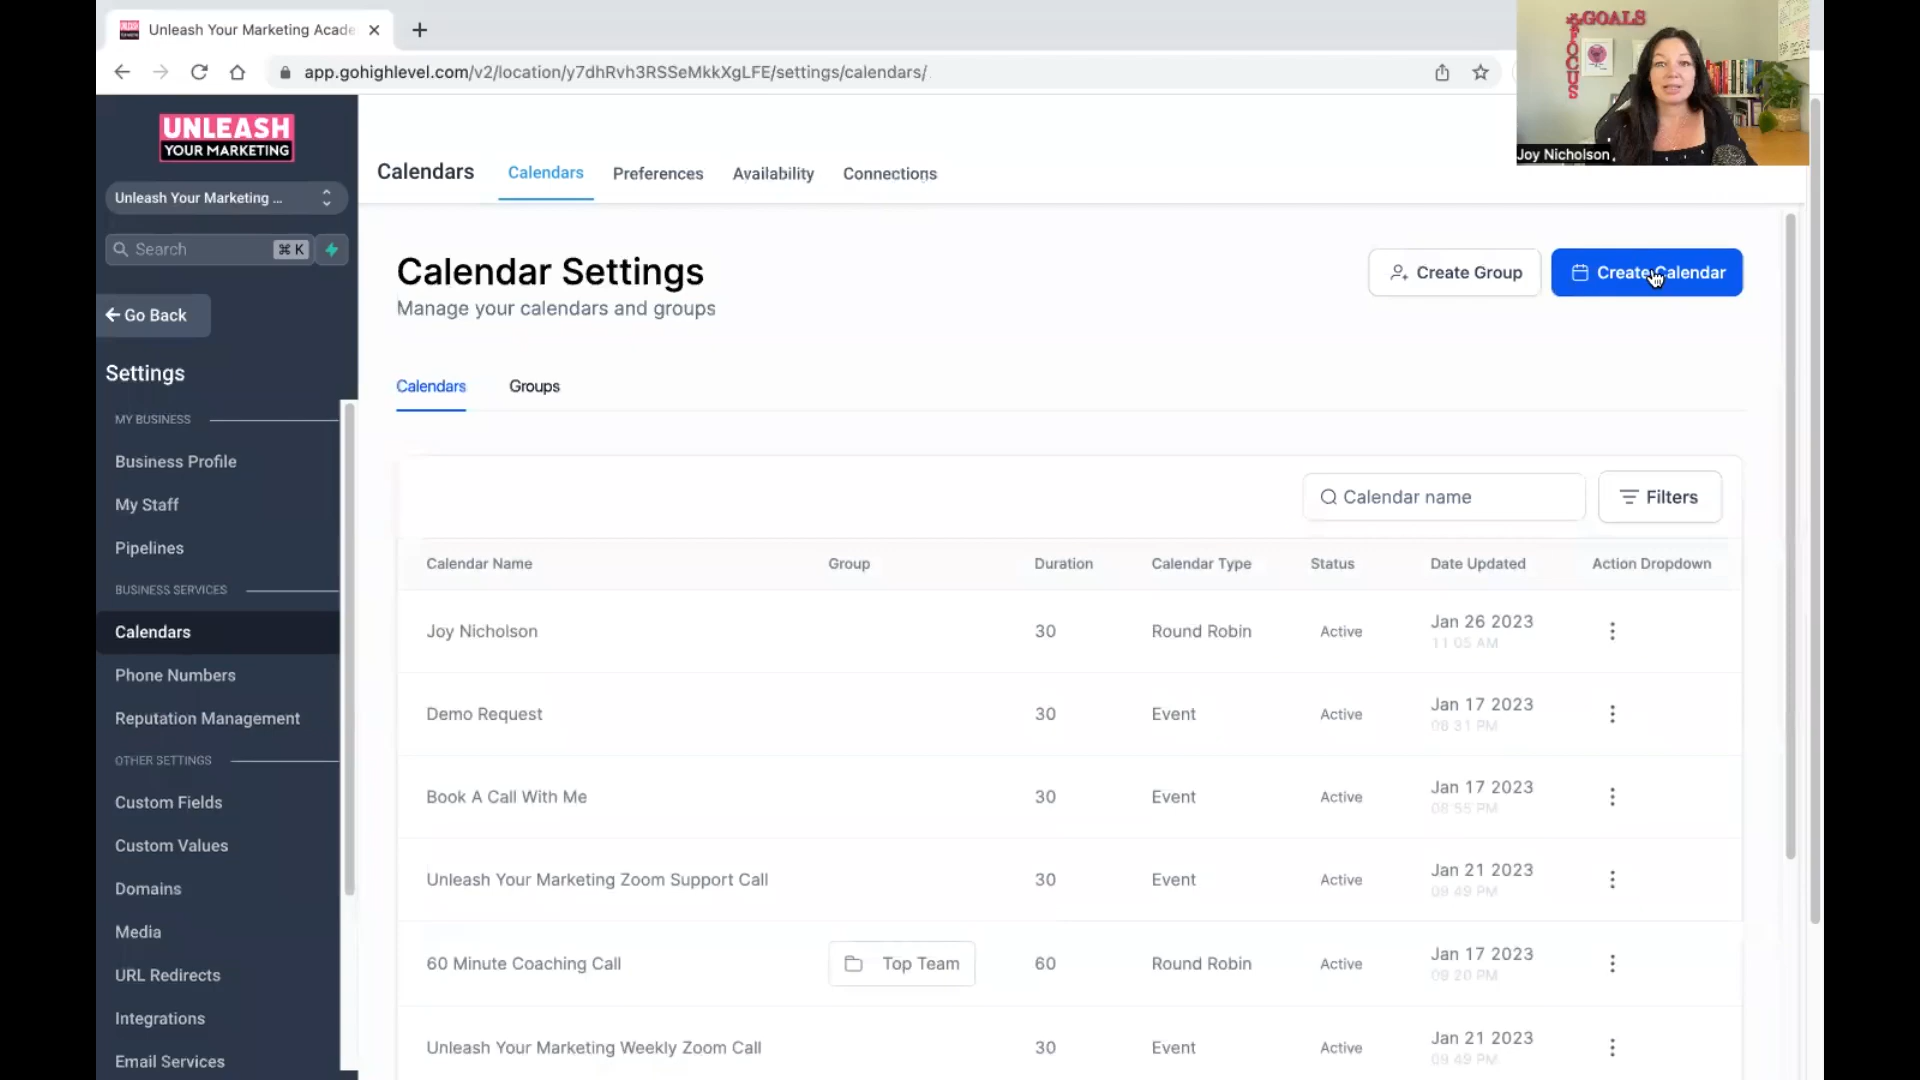 Unleash Your Marketing Acade
app.gohighlevel.com/v2/location/y7dhRvh3RSSeMkkXgLFE/settings/calendars/
GOALS
FOCUS
Joy Nicholson
UNLEASH
YOUR MARKETING
Unleash Your Marketing ...
Search
⌘ K
Go Back
Settings
MY BUSINESS
Business Profile
My Staff
Pipelines
BUSINESS SERVICES
Calendars
Phone Numbers
Reputation Management
OTHER SETTINGS
Custom Fields
Custom Values
Domains
Media
URL Redirects
Integrations
Email Services
Calendars
Calendars
Preferences
Availability
Connections
Calendar Settings
Manage your calendars and groups
Create Group
Create Calendar
Calendars
Groups
Calendar name
Filters
Calendar Name Group Duration Calendar Type Status Date Updated Action Dropdown
Joy Nicholson 30 Round Robin Active Jan 26 2023
11 05 AM
Demo Request 30 Event Active Jan 17 2023
08 31 PM
Book A Call With Me 30 Event Active Jan 17 2023
08 55 PM
Unleash Your Marketing Zoom Support Call 30 Event Active Jan 21 2023
09 49 PM
60 Minute Coaching Call Top Team 60 Round Robin Active Jan 17 2023
09 20 PM
Unleash Your Marketing Weekly Zoom Call 30 Event Active Jan 21 2023
09 49 PM